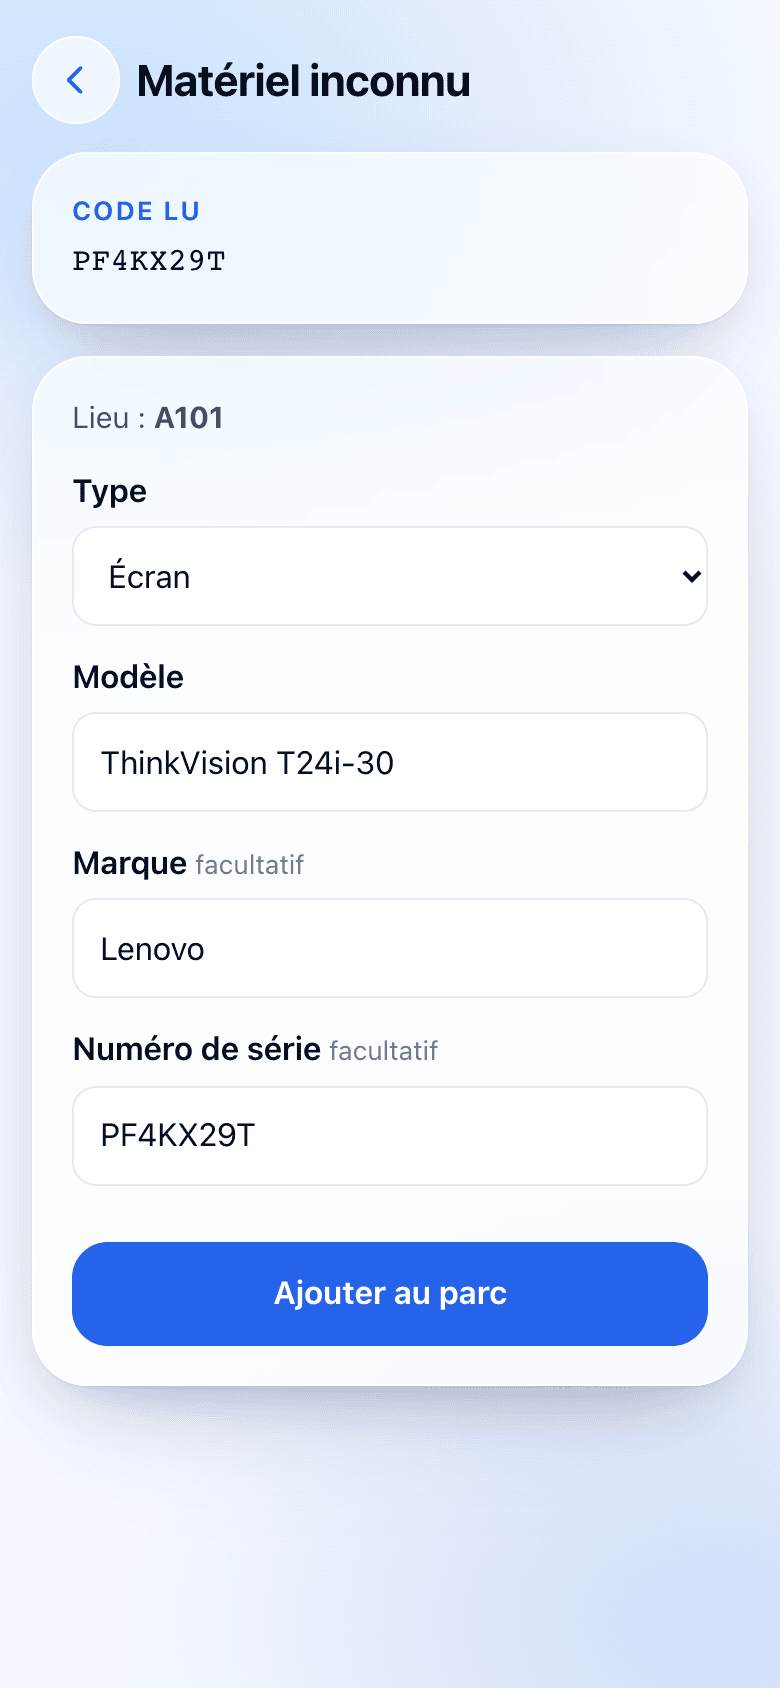 Matériel inconnu
CODE LU
PF4KX29T
Lieu : A101
Type
Écran
Modèle
ThinkVision T24i-30
Marque facultatif
Lenovo
Numéro de série facultatif
PF4KX29T
Ajouter au parc